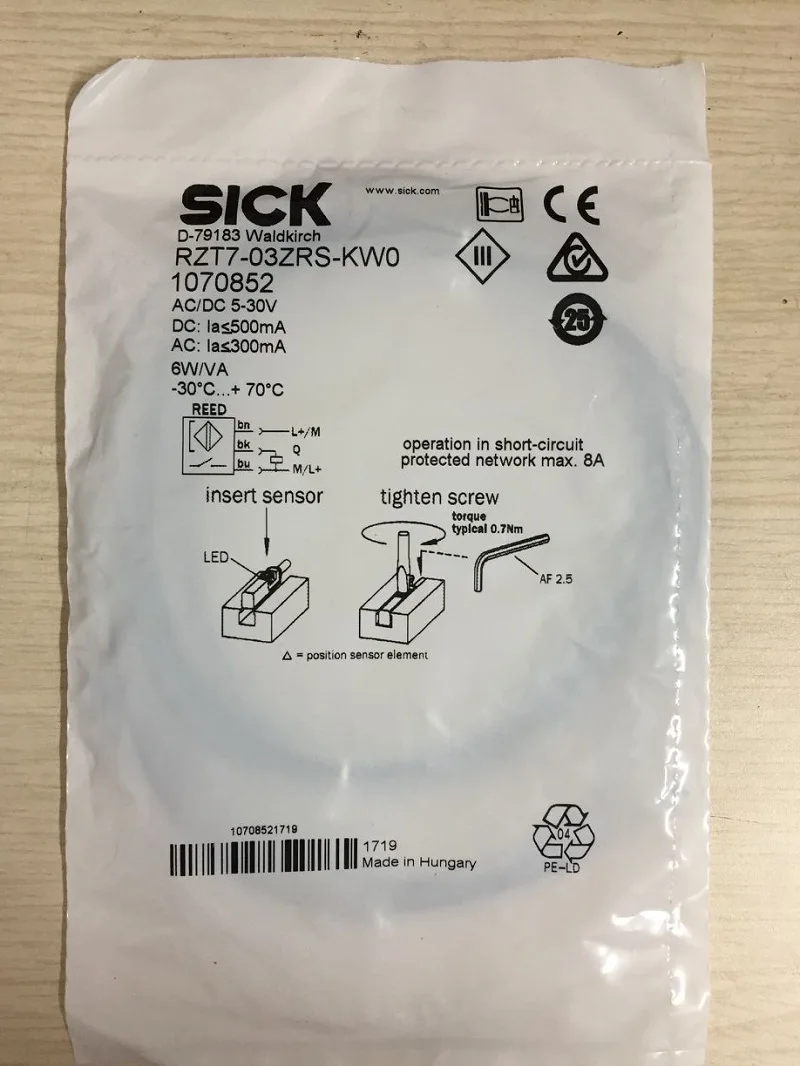 SICK
www.sick.com
CE
D-79183 Waldkirch
RZT7-03ZRS-KW0
III
1070852
AC/DC 5-30V
DC: Ia≤500mA
25
AC: Ia≤300mA
6W/VA
-30°C...+ 70°C
REED
bn
L+/M
bk
Q
bu
M/L+
operation in short-circuit
protected network max. 8A
insert sensor
tighten screw
torque
typical 0.7Nm
LED
AF 2.5
△ = position sensor element
10708521719
1719
Made in Hungary
04
PE-LD